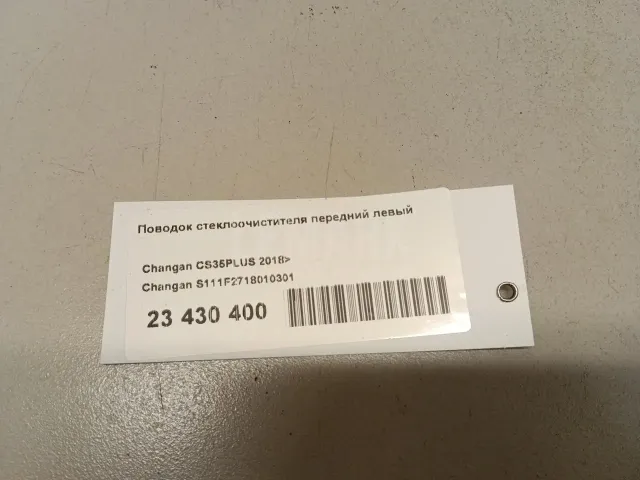 Поводок стеклоочистителя передний левый
Changan CS35PLUS 2018>
Changan S111F2718010301
23 430 400